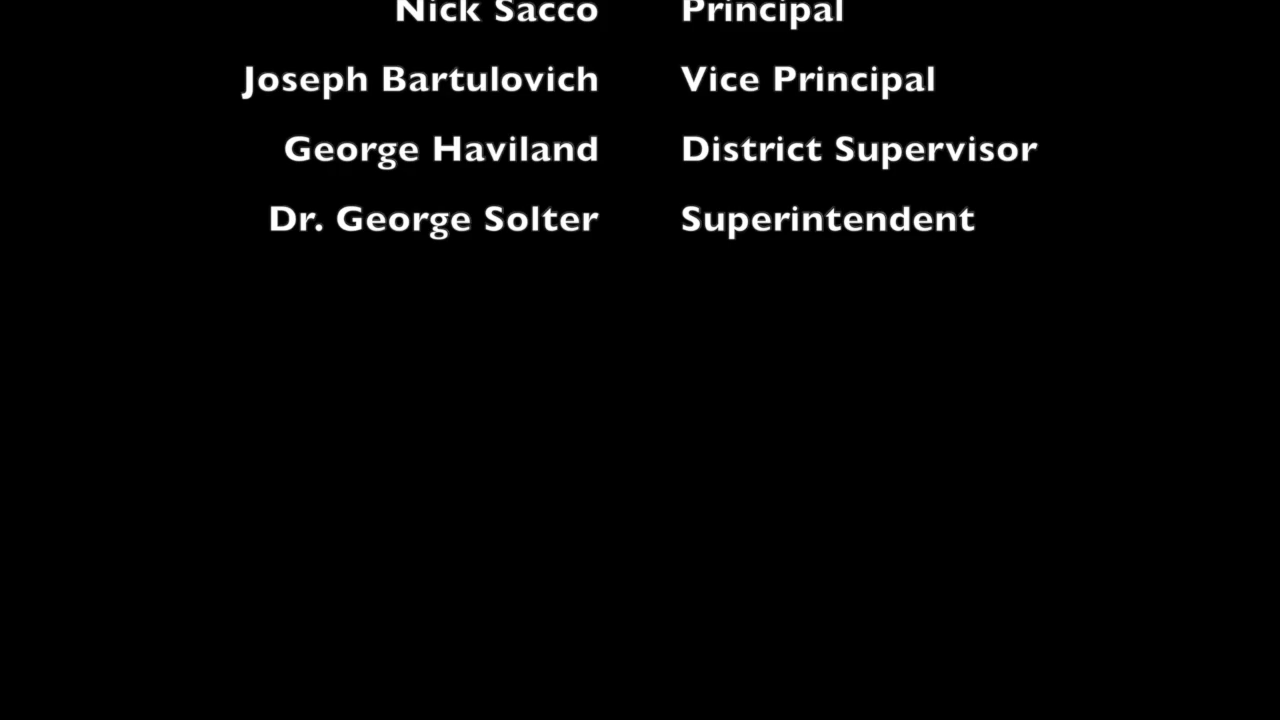 Nick Sacco Principal
Joseph Bartulovich Vice Principal
George Haviland District Supervisor
Dr. George Solter Superintendent